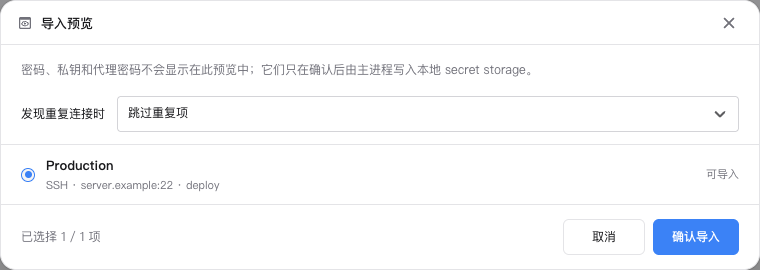 导入预览
密码、私钥和代理密码不会显示在此预览中；它们只在确认后由主进程写入本地 secret storage。
发现重复连接时
跳过重复项
Production
SSH · server.example:22 · deploy
可导入
已选择 1 / 1 项
取消
确认导入